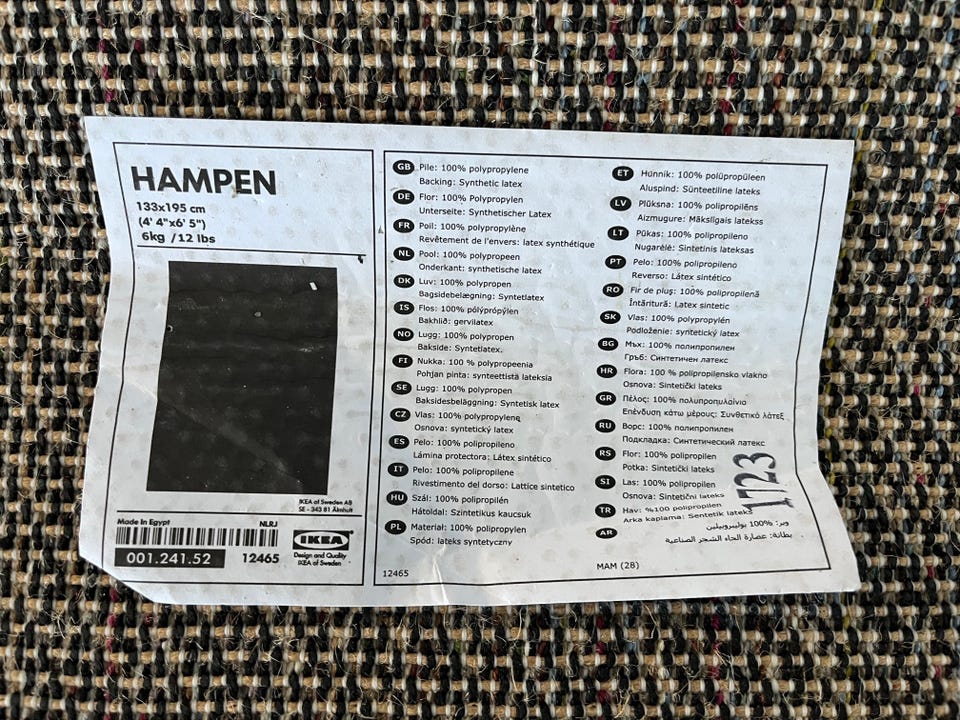 HAMPEN
133x195 cm
(4' 4"x6' 5")
6kg /12 lbs
IKEA of Sweden AB
SE - 343 81 Älmhult
Made in Egypt
NLRJ
001.241.52
12465
IKEA
Design and Quality
IKEA of Sweden
GB Pile: 100% polypropylene
Backing: Synthetic latex
DE Flor: 100% Polypropylen
Unterseite: Synthetischer Latex
FR Poil: 100% polypropylène
Revêtement de l'envers: latex synthétique
NL Pool: 100% polypropeen
Onderkant: synthetische latex
DK Luv: 100% polypropen
Bagsidebelægning: Syntetlatex
IS Flos: 100% pólýprópýlen
Bakhlið: gervilatex
NO Lugg: 100% polypropen
Bakside: Syntetlatex.
FI Nukka: 100 % polypropeenia
Pohjan pinta: synteettistä lateksia
SE Lugg: 100% polypropen
Baksidesbeläggning: Syntetisk latex
CZ Vlas: 100% polypropylene
Osnova: syntetický latex
ES Pelo: 100% polipropileno
Lámina protectora: Látex sintético
IT Pelo: 100% polipropilene
Rivestimento del dorso: Lattice sintetico
HU Szál: 100% polipropilén
Hátoldal: Szintetikus kaucsuk
PL Materiał: 100% polipropylen
Spód: lateks syntetyczny
12465
ET Hünnik: 100% polüpropüleen
Aluspind: Sünteetiline lateks
LV Plūksna: 100% polipropilēns
Aizmugure: Mākslīgais latekss
LT Pūkas: 100% polipropileno
Nugarėlė: Sintetinis lateksas
PT Pelo: 100% polipropileno
Reverso: Látex sintético
RO Fir de pluş: 100% polipropilenă
Întăritură: Latex sintetic
SK Vlas: 100% polypropylén
Podloženie: syntetický latex
BG Мъх: 100% полипропилен
Гръб: Синтетичен латекс
HR Flora: 100 % polipropilensko vlakno
Osnova: Sintetički lateks
GR Πέλος: 100% πολυπροπυλαίνιο
Επένδυση κάτω μέρους: Συνθετικό λάτεξ
RU Ворс: 100% полипропилен
Подкладка: Синтетический латекс
RS Flor: 100% polipropilen
Potka: Sintetički lateks
SI Las: 100% polipropilen
Osnova: Sintetični lateks
TR Hav: %100 polipropilen
Arka kaplama: Sentetik lateks
AR وبر: 100% بوليبروبيلين
بطانة: عصارة الحاء الشجر الصناعية
MAM (28)
1723